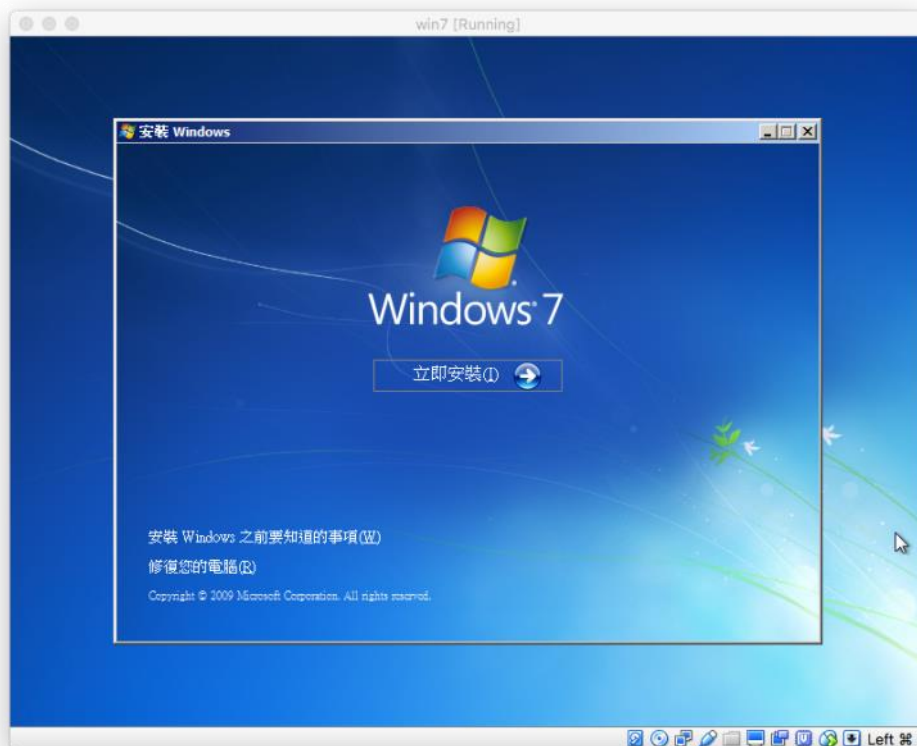 win7 [Running]
安裝 Windows
Windows 7
立即安裝(I)
安裝 Windows 之前要知道的事項(W)
修復您的電腦(R)
Copyright © 2009 Microsoft Corporation. All rights reserved.
Left ⌘